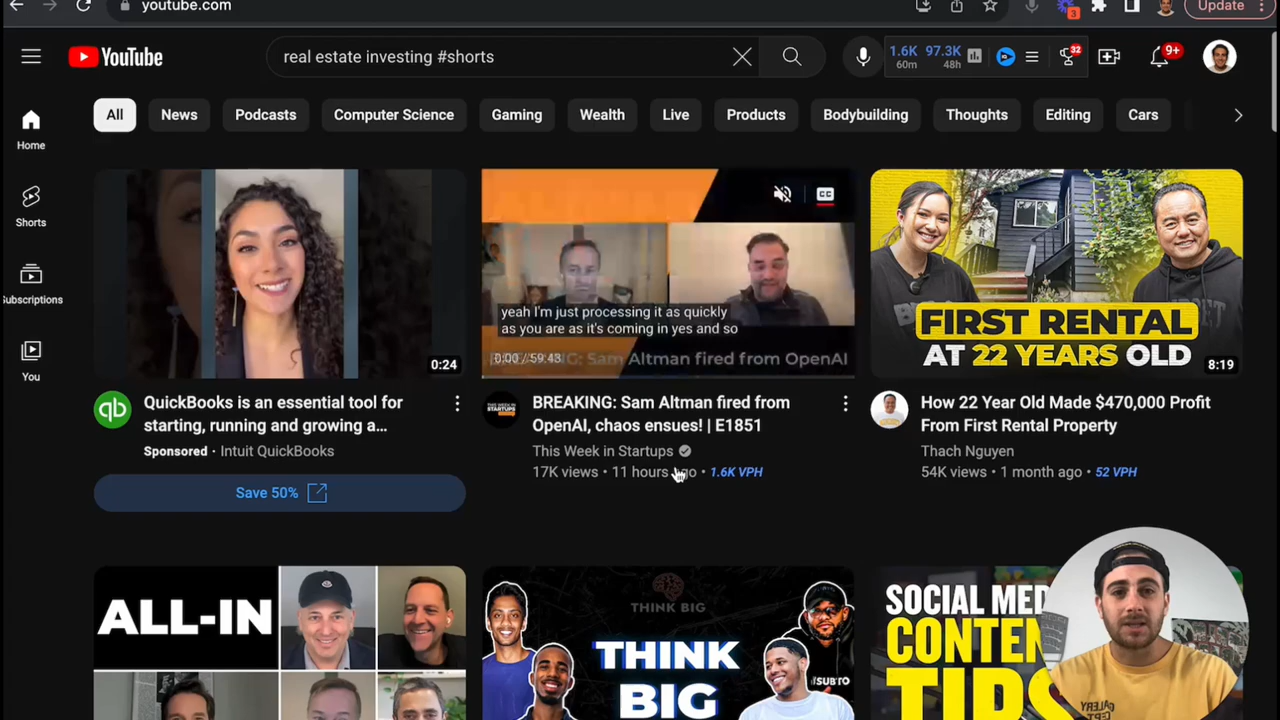 youtube.com
Update
3
YouTube
real estate investing #shorts
1.6K 97.3K
60m 48h
32
9+
All
News
Podcasts
Computer Science
Gaming
Wealth
Live
Products
Bodybuilding
Thoughts
Editing
Cars
Home
Shorts
Subscriptions
You
0:24
CC
yeah I'm just processing it as quickly
as you are as it's coming in yes and so
0:00 / 59:43
Sam Altman fired from OpenAI
FIRST RENTAL
AT 22 YEARS OLD
8:19
qb
QuickBooks is an essential tool for
starting, running and growing a...
Sponsored · Intuit QuickBooks
Save 50%
BREAKING: Sam Altman fired from
OpenAI, chaos ensues! | E1851
This Week in Startups
17K views • 11 hours ago • 1.6K VPH
How 22 Year Old Made $470,000 Profit
From First Rental Property
Thach Nguyen
54K views • 1 month ago • 52 VPH
ALL-IN
THINK BIG
THINK
BIG
SUBTO
SOCIAL MED
CONTEN
TIPS